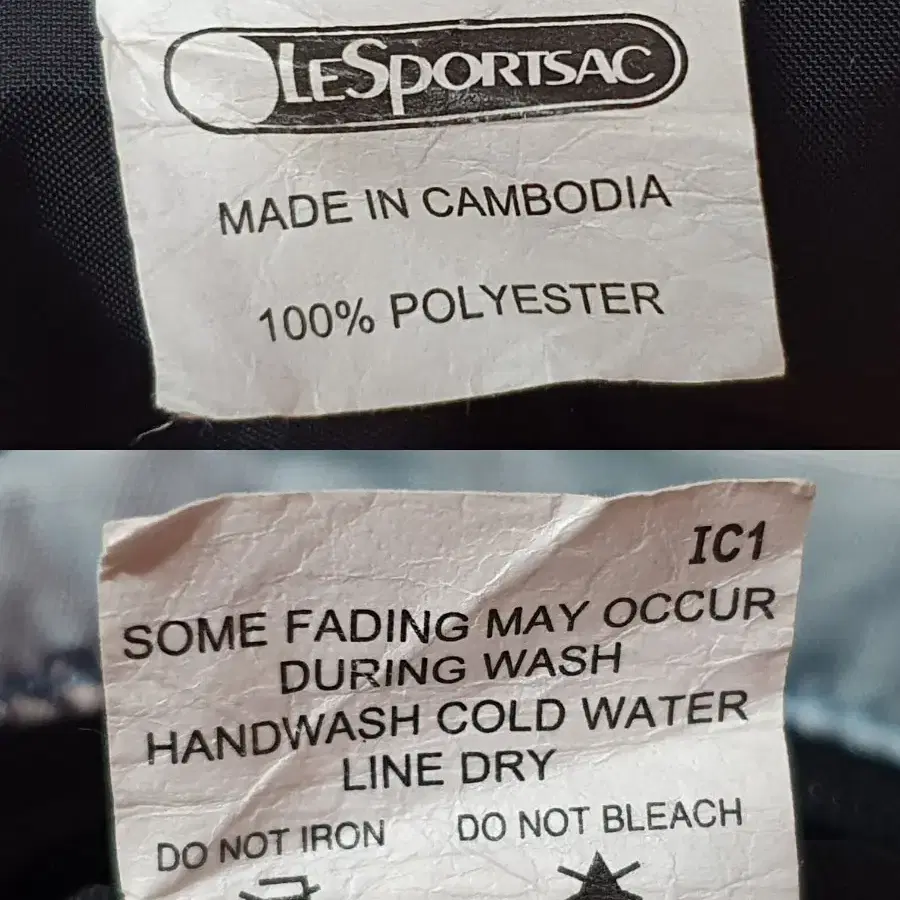 LESPORTSAC
MADE IN CAMBODIA
100% POLYESTER
IC1
SOME FADING MAY OCCUR
DURING WASH
HANDWASH COLD WATER
LINE DRY
DO NOT IRON DO NOT BLEACH